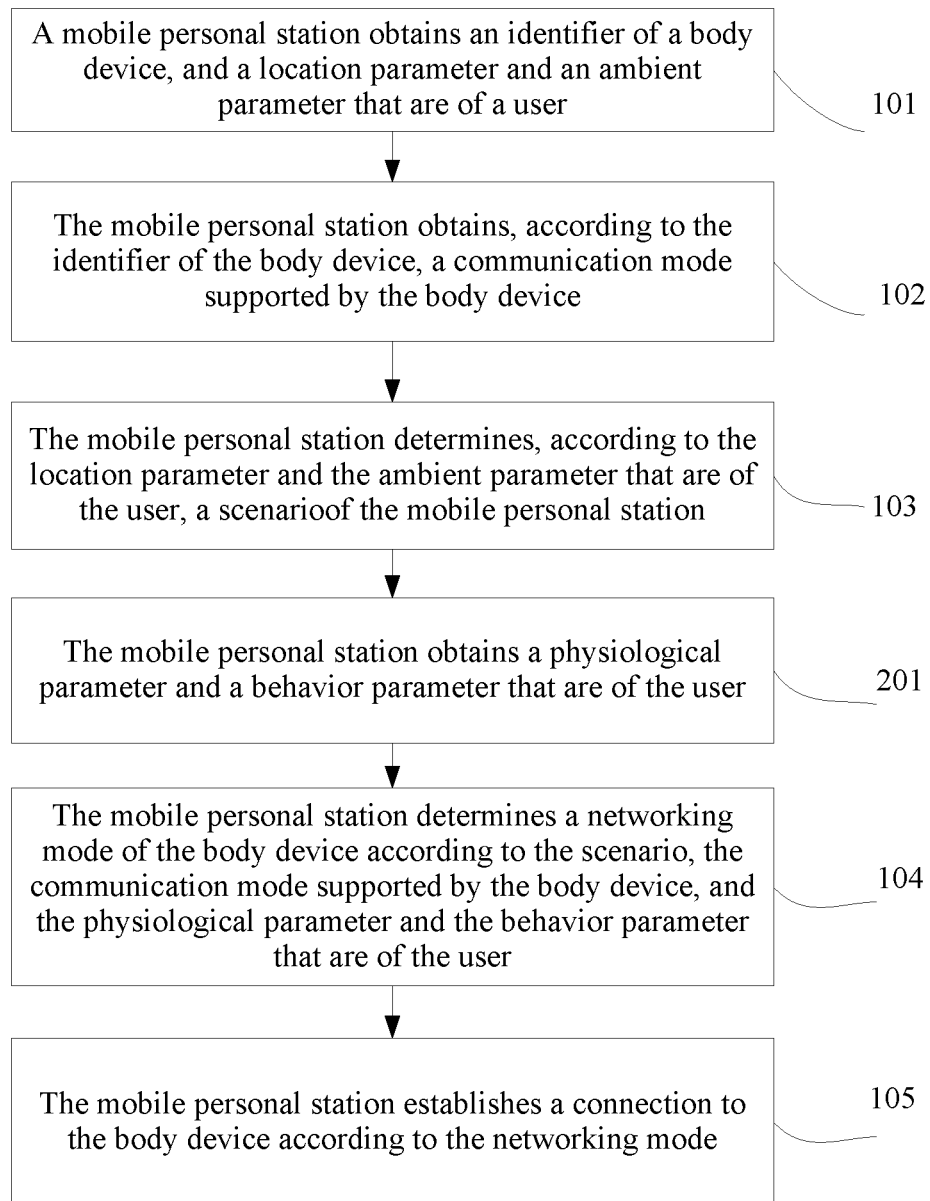 A mobile personal station obtains an identifier of a body
device, and a location parameter and an ambient
parameter that are of a user
101
The mobile personal station obtains, according to the
identifier of the body device, a communication mode
supported by the body device
102
The mobile personal station determines, according to the
location parameter and the ambient parameter that are of
the user, a scenarioof the mobile personal station
103
The mobile personal station obtains a physiological
parameter and a behavior parameter that are of the user
201
The mobile personal station determines a networking
mode of the body device according to the scenario, the
communication mode supported by the body device, and
the physiological parameter and the behavior parameter
that are of the user
104
The mobile personal station establishes a connection to
the body device according to the networking mode
105